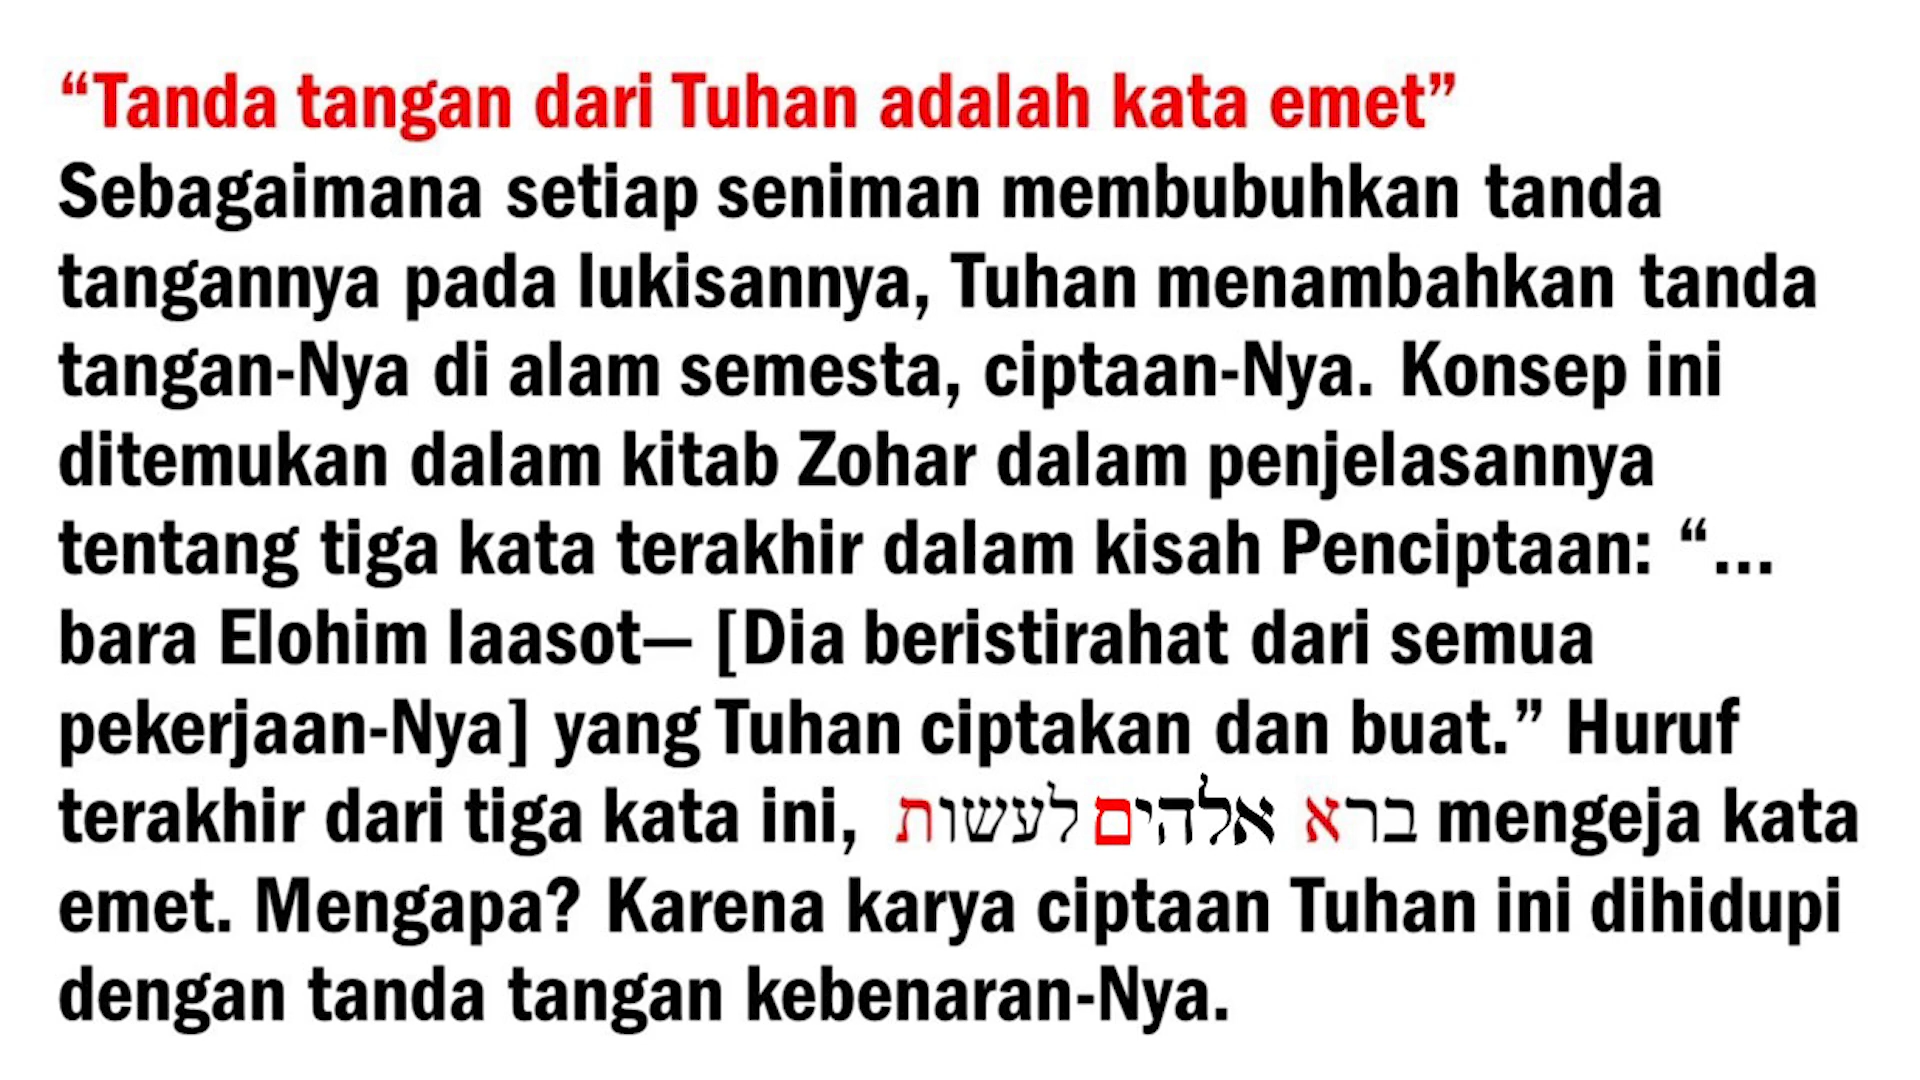 “Tanda tangan dari Tuhan adalah kata emet”
Sebagaimana setiap seniman membubuhkan tanda
tangannya pada lukisannya, Tuhan menambahkan tanda
tangan-Nya di alam semesta, ciptaan-Nya. Konsep ini
ditemukan dalam kitab Zohar dalam penjelasannya
tentang tiga kata terakhir dalam kisah Penciptaan: “...
bara Elohim laasot— [Dia beristirahat dari semua
pekerjaan-Nya] yang Tuhan ciptakan dan buat.” Huruf
terakhir dari tiga kata ini, ברא אלהים לעשות mengeja kata
emet. Mengapa? Karena karya ciptaan Tuhan ini dihidupi
dengan tanda tangan kebenaran-Nya.